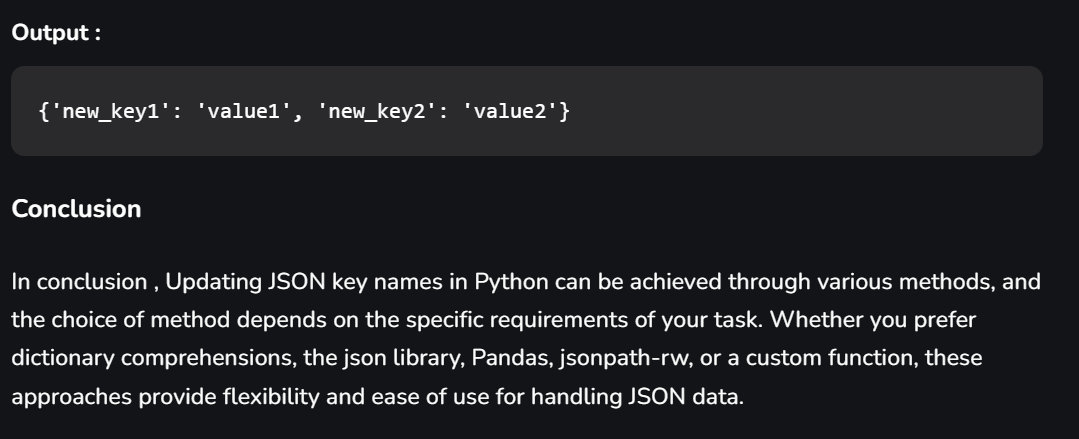 Output :
{'new_key1': 'value1', 'new_key2': 'value2'}
Conclusion
In conclusion , Updating JSON key names in Python can be achieved through various methods, and
the choice of method depends on the specific requirements of your task. Whether you prefer
dictionary comprehensions, the json library, Pandas, jsonpath-rw, or a custom function, these
approaches provide flexibility and ease of use for handling JSON data.